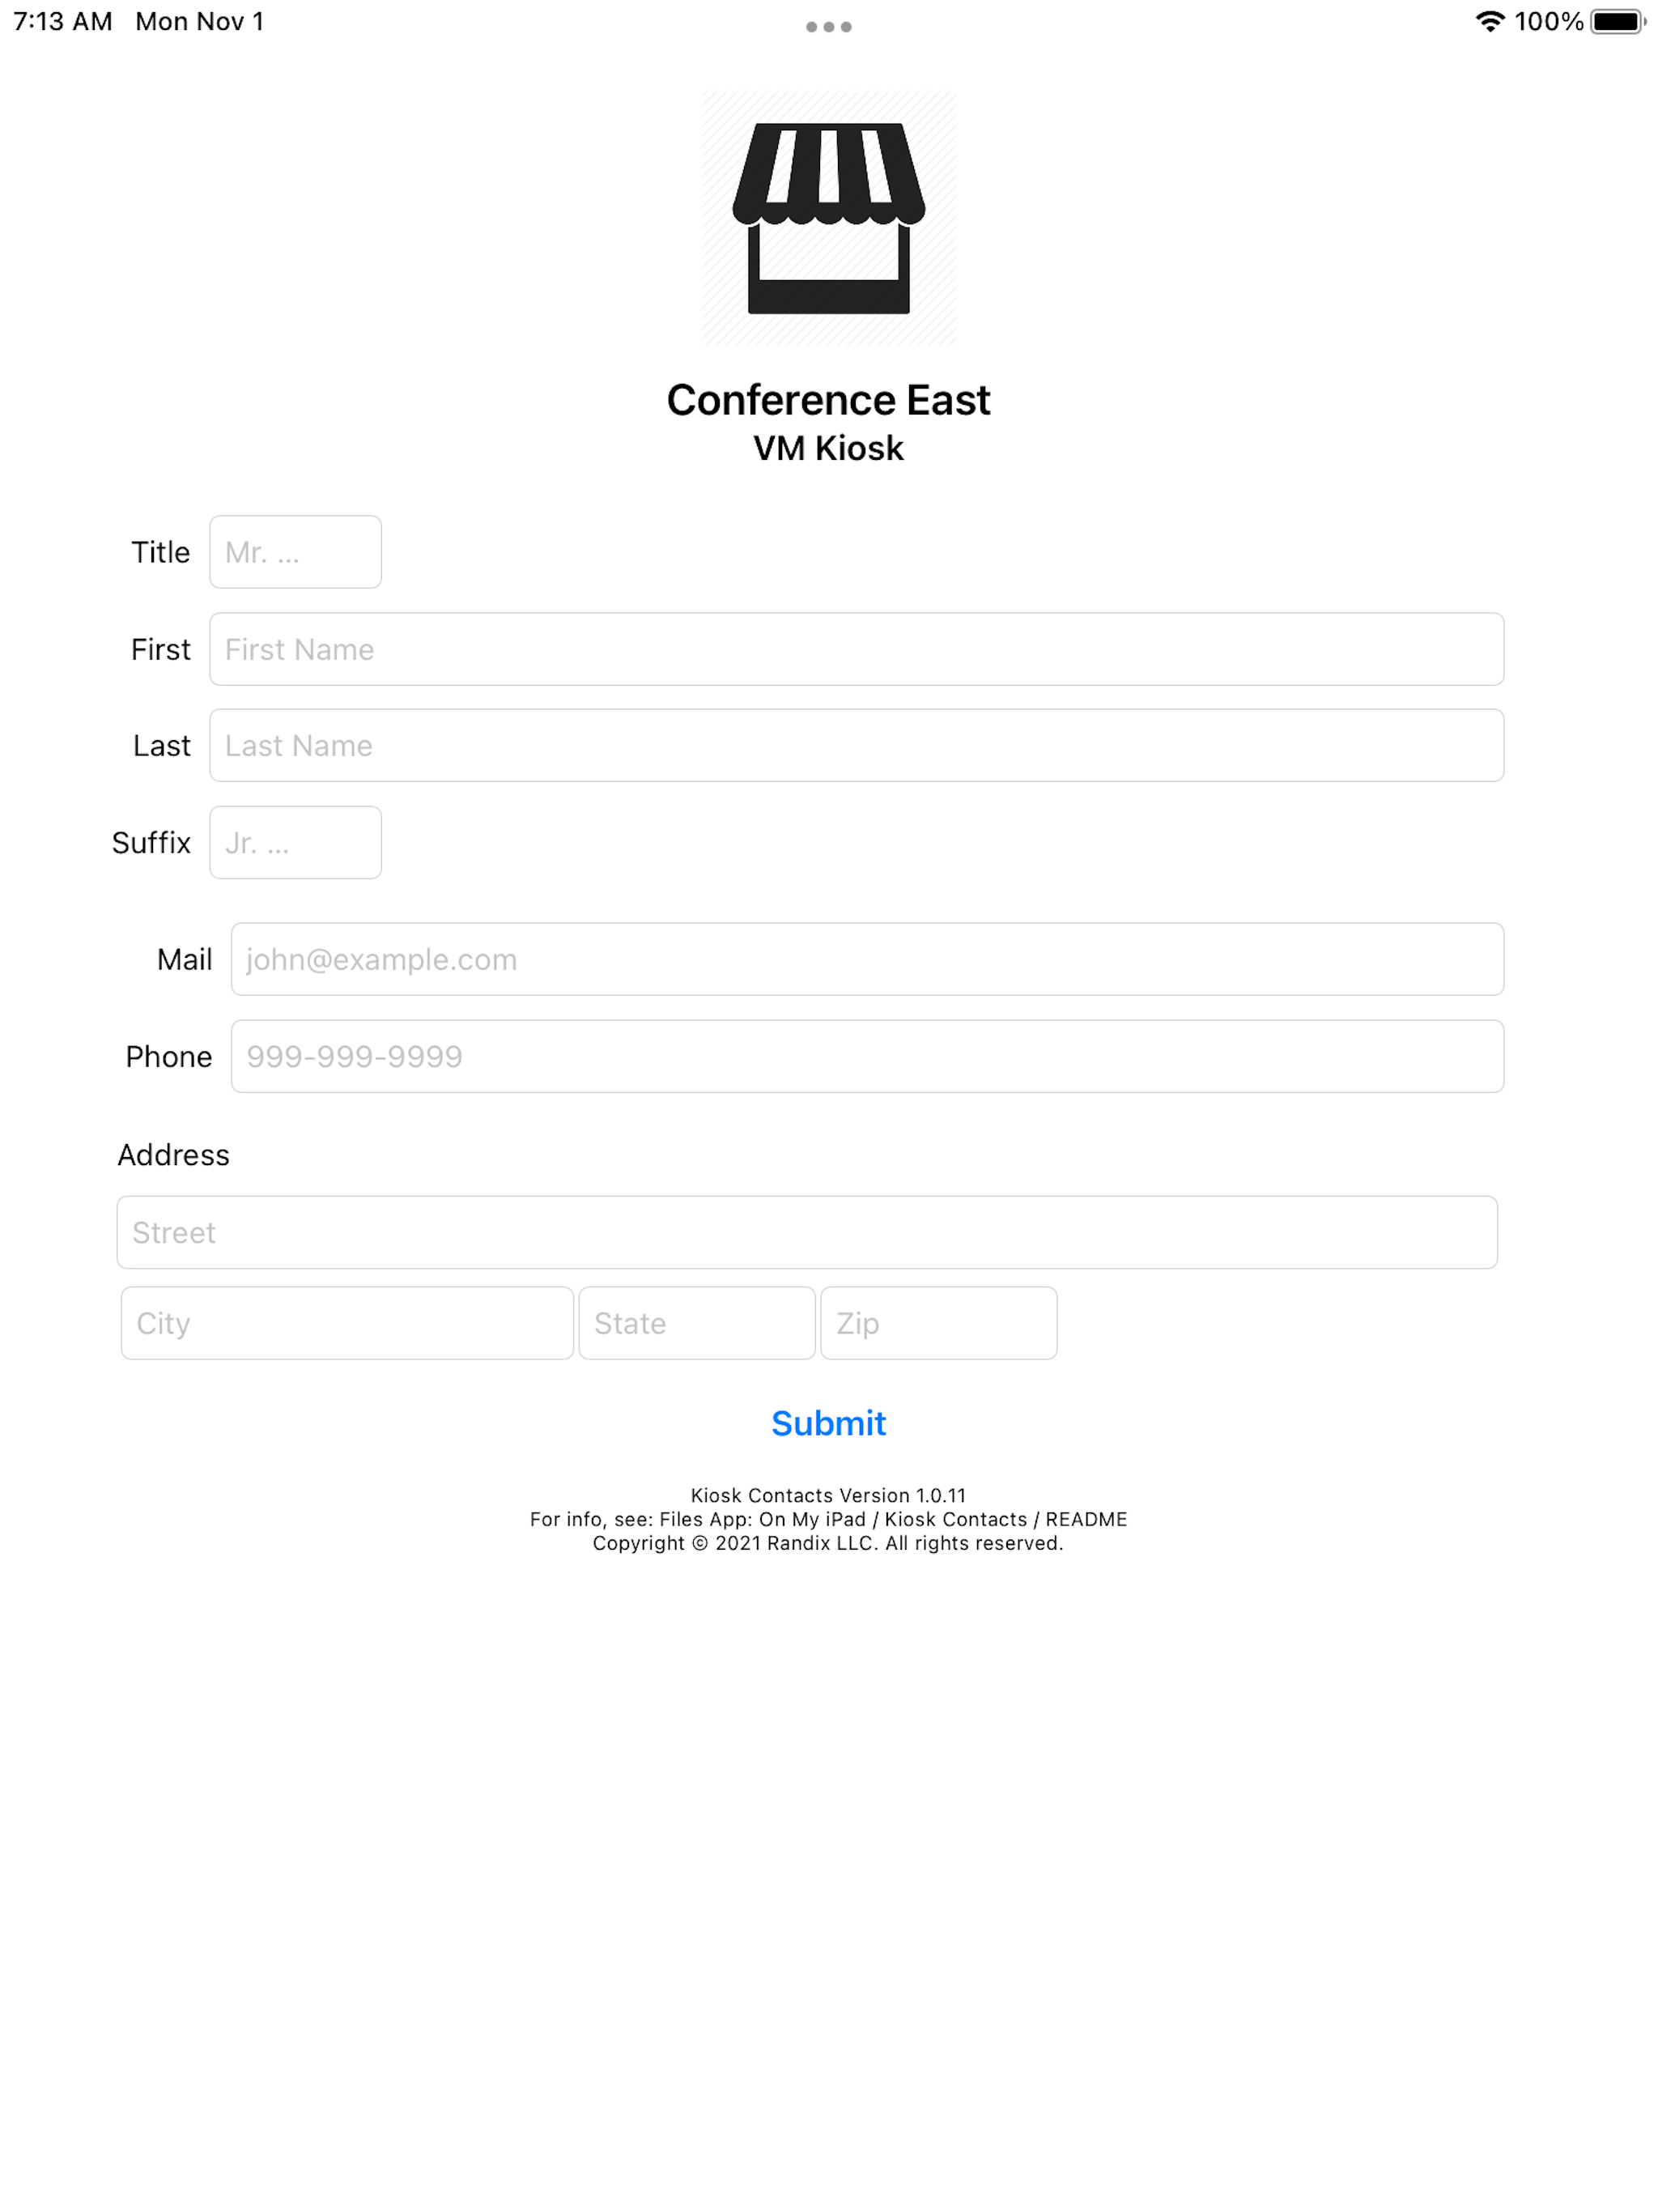 7:13 AM Mon Nov 1 100%
Conference East
VM Kiosk
Title Mr. ...
First First Name
Last Last Name
Suffix Jr. ...
Mail john@example.com
Phone 999-999-9999
Address
Street
City State Zip
Submit
Kiosk Contacts Version 1.0.11
For info, see: Files App: On My iPad / Kiosk Contacts / README
Copyright © 2021 Randix LLC. All rights reserved.